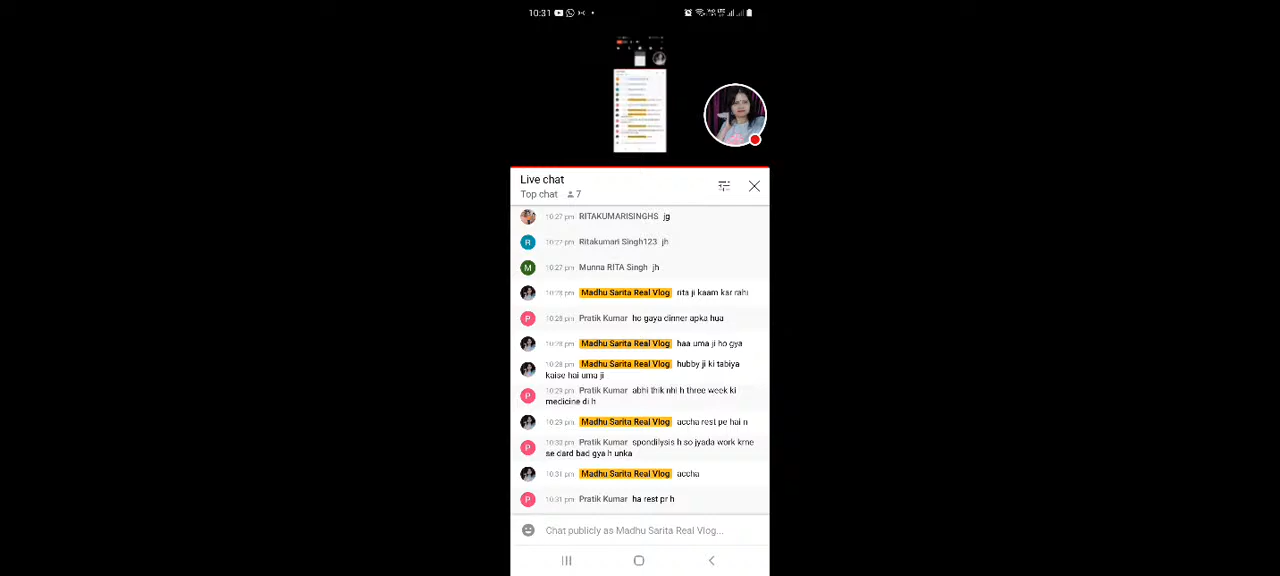 10:31
Live chat
Top chat 7
10:27 pm RITAKUMARISINGHS jg
R 10:27 pm Ritakumari Singh123 jh
M 10:27 pm Munna RITA Singh jh
10:28 pm Madhu Sarita Real Vlog rita ji kaam kar rahi
P 10:28 pm Pratik Kumar ho gaya dinner apka hua
10:28 pm Madhu Sarita Real Vlog haa uma ji ho gya
10:28 pm Madhu Sarita Real Vlog hubby ji ki tabiya
kaise hai uma ji
P 10:29 pm Pratik Kumar abhi thik nhi h three week ki
medicine di h
10:29 pm Madhu Sarita Real Vlog accha rest pe hai n
P 10:30 pm Pratik Kumar spondilysis h so jyada work krne
se dard bad gya h unka
10:31 pm Madhu Sarita Real Vlog accha
P 10:31 pm Pratik Kumar ha rest pr h
Chat publicly as Madhu Sarita Real Vlog...